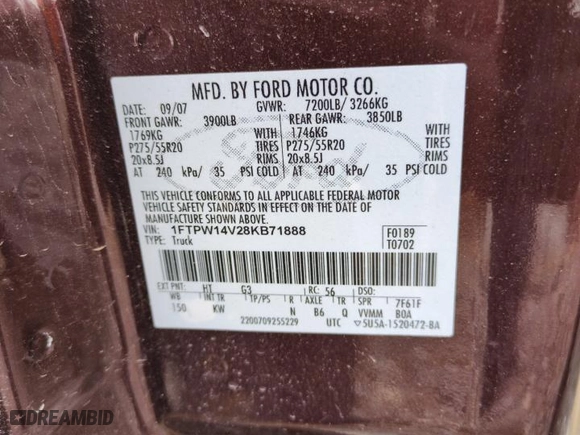 MFD. BY FORD MOTOR CO.
DATE: 09/07 GVWR: 7200LB/ 3266KG
FRONT GAWR: 3900LB REAR GAWR: 3850LB
1769KG WITH 1746KG WITH
P275/55R20 TIRES P275/55R20 TIRES
20x8.5J RIMS 20x8.5J RIMS
AT 240 kPa/ 35 PSI COLD AT 240 kPa/ 35 PSI COLD
THIS VEHICLE CONFORMS TO ALL APPLICABLE FEDERAL MOTOR
VEHICLE SAFETY STANDARDS IN EFFECT ON THE DATE OF
MANUFACTURE SHOWN ABOVE.
VIN: 1FTPW14V28KB71888
TYPE: Truck
F0189
T0702
EXT PNT: HT G3 RC: 56 DSO:
WB INT TR TP/PS R AXLE TR SPR 7F61F
150 KW N B6 Q VVMM BOA
2200709255229 UTC ▽5U5A-1520472-BA
Ford
DREAMBID